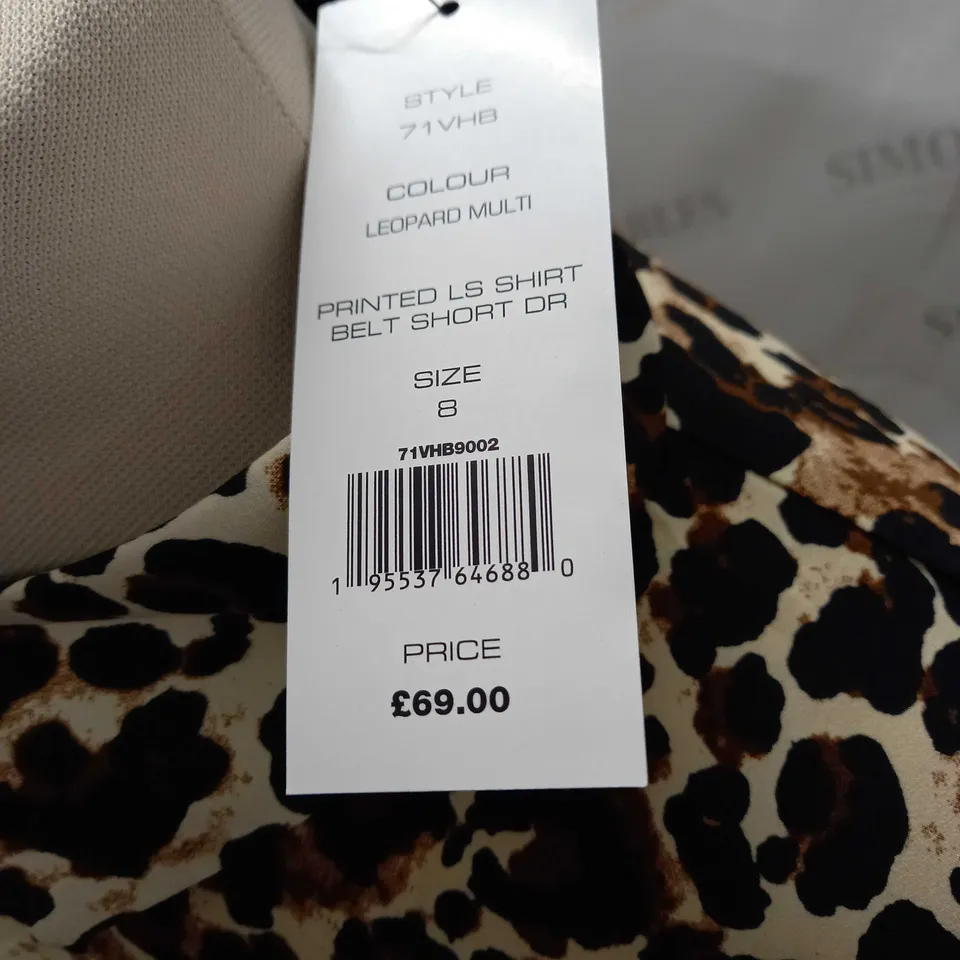 STYLE
71VHB
COLOUR
LEOPARD MULTI
PRINTED LS SHIRT
BELT SHORT DR
SIZE
8
71VHB9002
1 95537 64688 0
PRICE
£69.00
SIMO